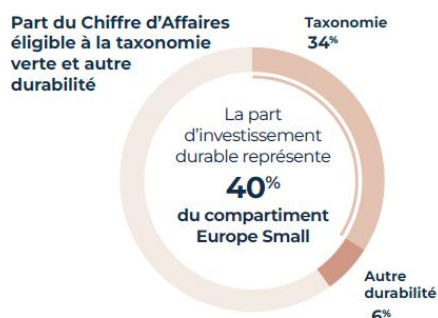 Part du Chiffre d’Affaires
éligible à la taxonomie
verte et autre
durabilité
Taxonomie
34%
La part
d’investissement
durable représente
40%
du compartiment
Europe Small
Autre
durabilité
6%